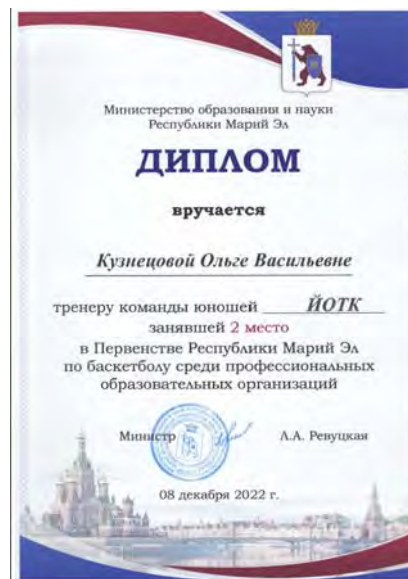 Министерство образования и науки
Республики Марий Эл
ДИПЛОМ
вручается
Кузнецовой Ольге Васильевне
тренеру команды юношей ЙОТК
занявшей 2 место
в Первенстве Республики Марий Эл
по баскетболу среди профессиональных
образовательных организаций
Министр Л.А. Ревуцкая
08 декабря 2022 г.